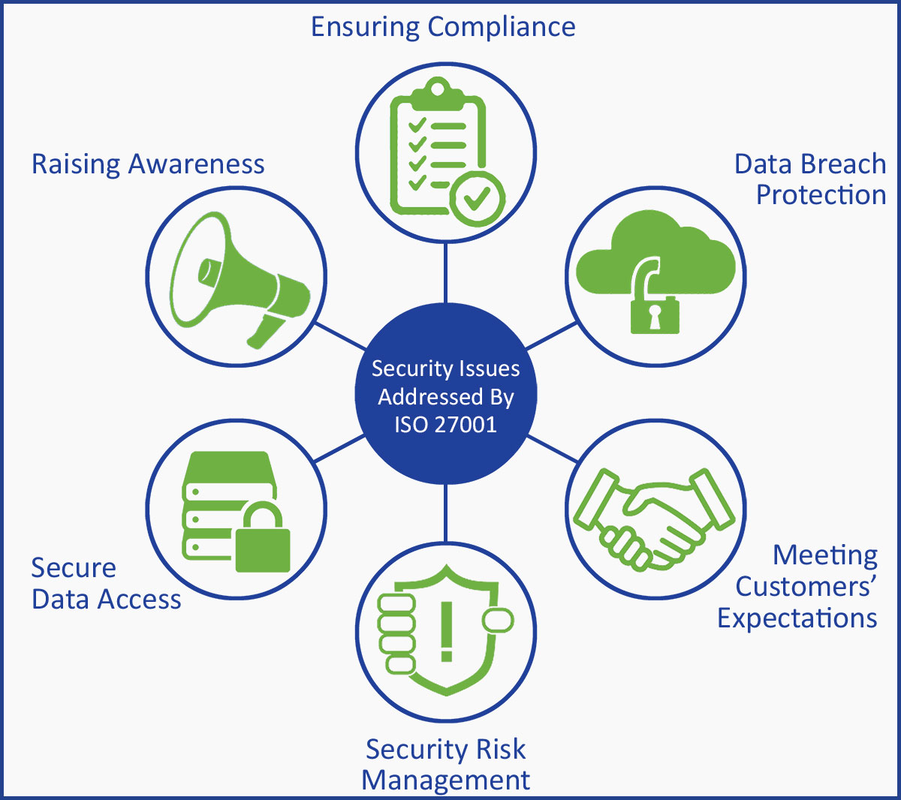 Ensuring Compliance
Raising Awareness
Data Breach
Protection
Security Issues
Addressed By
ISO 27001
Secure
Data Access
Meeting
Customers’
Expectations
Security Risk
Management